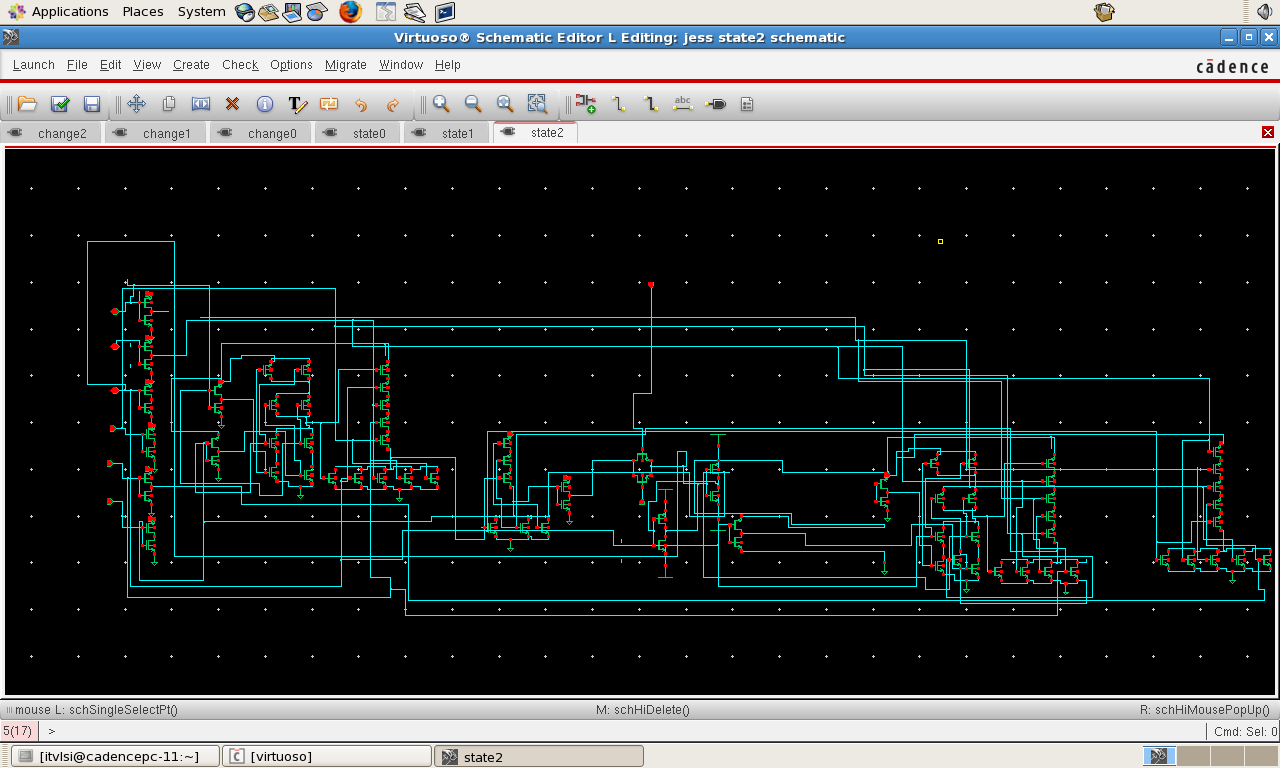 Applications Places System
Virtuoso® Schematic Editor L Editing: jess state2 schematic
Launch File Edit View Create Check Options Migrate Window Help
cādence
abc
change2 change1 change0 state0 state1 state2
mouse L: schSingleSelectPt() M: schHiDelete() R: schHiMousePopUp()
5(17) > Cmd: Sel: 0
[itvlsi@cadencepc-11:~] [virtuoso] state2